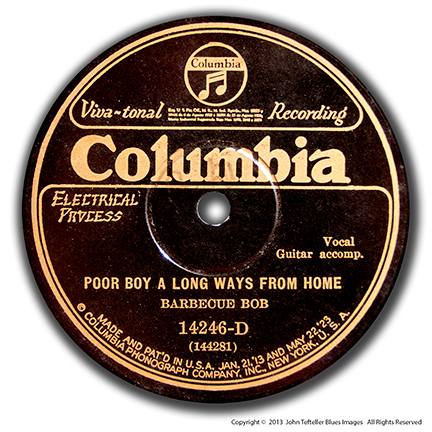 Columbia
Viva-tonal Recording
Columbia
ELECTRICAL PROCESS
Vocal
Guitar accomp.
POOR BOY A LONG WAYS FROM HOME
BARBECUE BOB
14246-D
(144281)
MADE AND PAT'D IN U.S.A. JAN. 21, '13 AND MAY 22, '23
© COLUMBIA PHONOGRAPH COMPANY, INC., NEW YORK, U. S. A.
Copyright © 2013 John Tefteller Blues Images All Rights Reserved